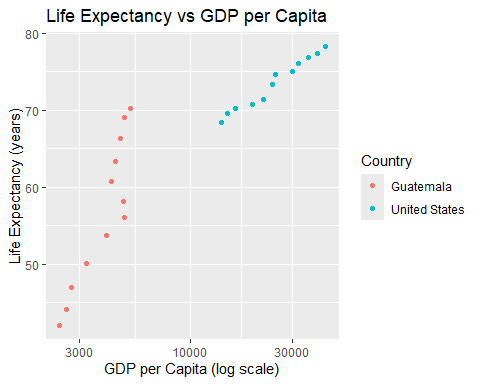 Life Expectancy vs GDP per Capita
80
70
60
50
Life Expectancy (years)
3000
10000
30000
GDP per Capita (log scale)
Country
Guatemala
United States